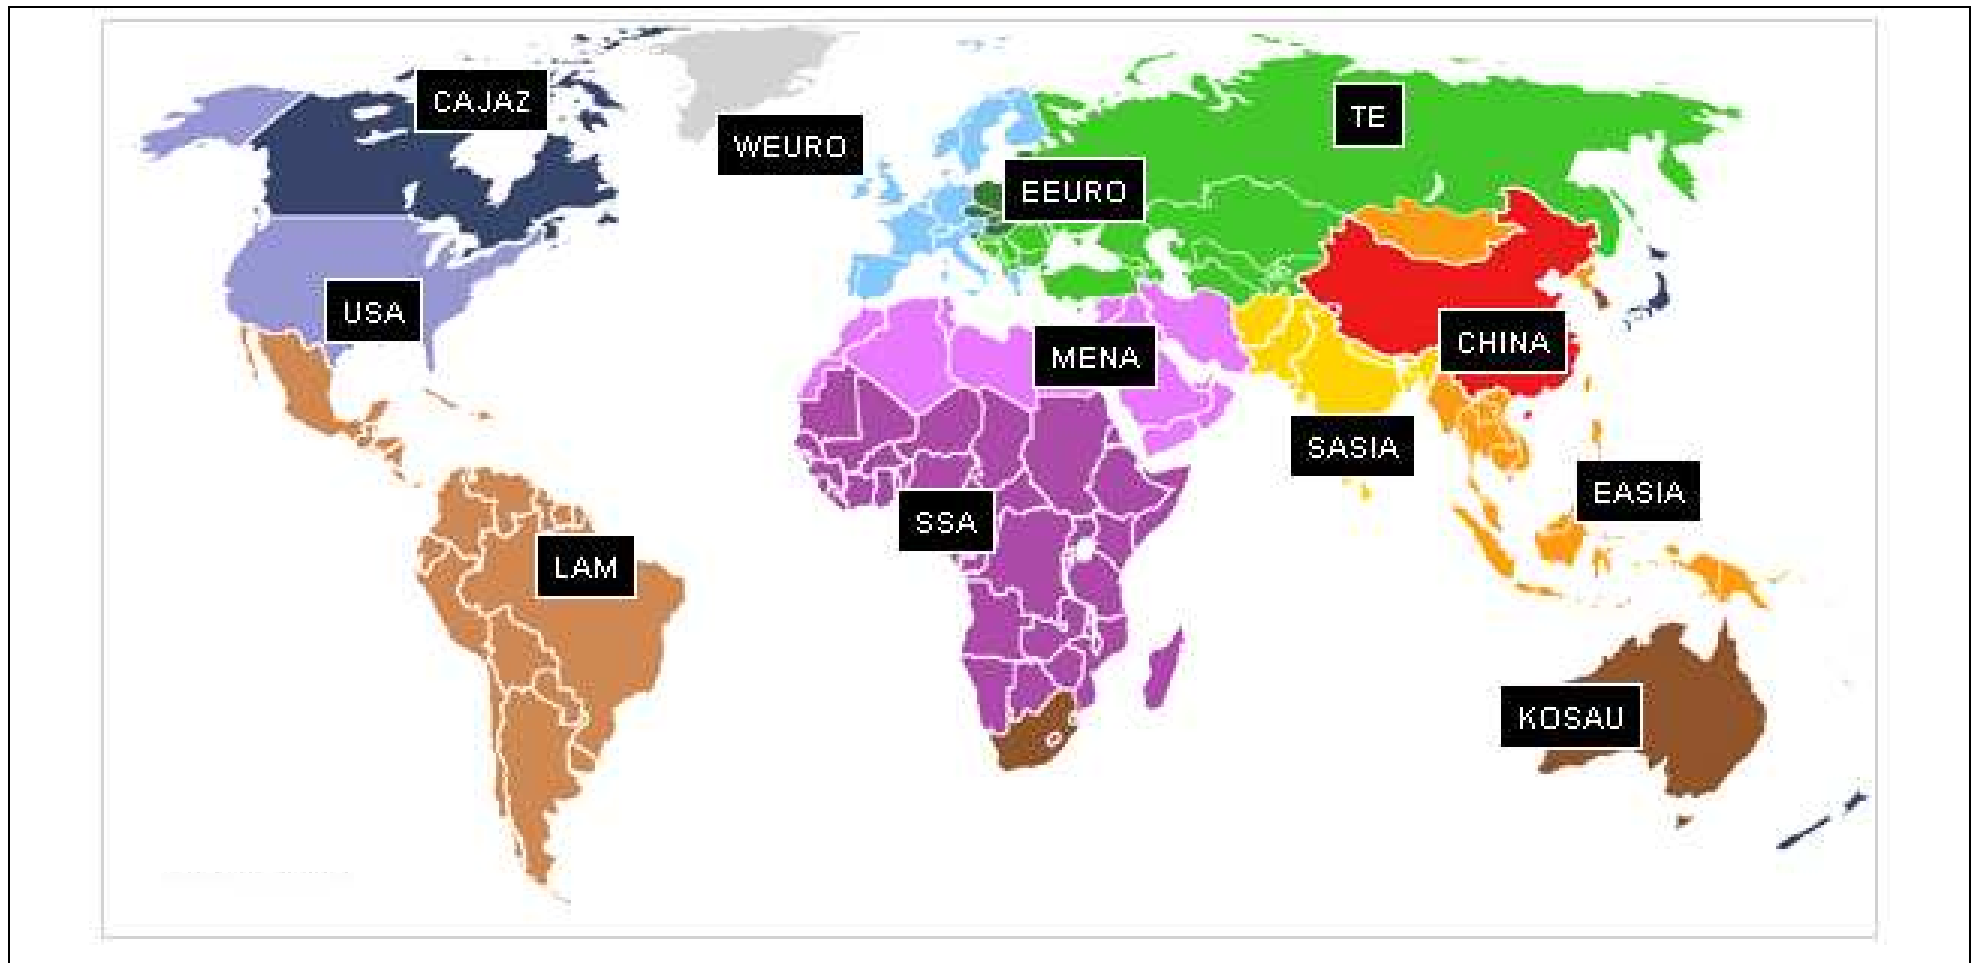 CAJAZ
TE
WEURO
EEURO
USA
CHINA
MENA
SASIA
EASIA
SSA
LAM
KOSAU